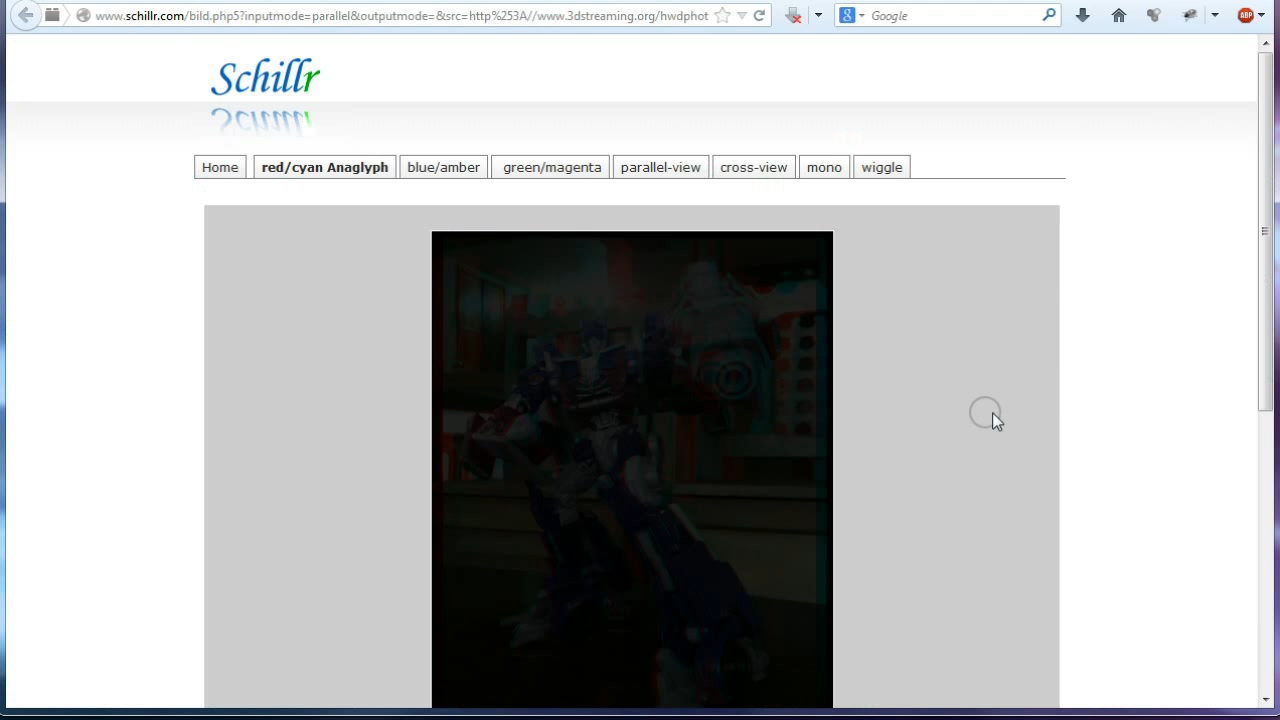 www.schillr.com/bild.php5?inputmode=parallel&outputmode=&src=http%253A//www.3dstreaming.org/hwdphot
Google
ABP
Schillr
Home
red/cyan Anaglyph
blue/amber
green/magenta
parallel-view
cross-view
mono
wiggle